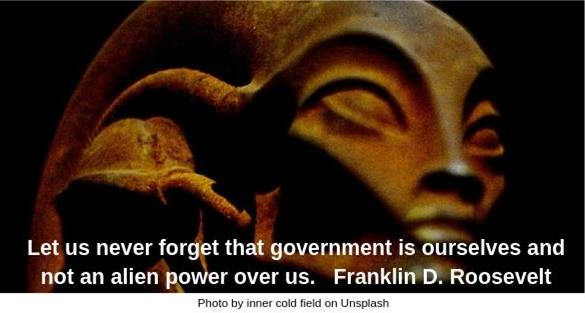 Let us never forget that government is ourselves and
not an alien power over us.   Franklin D. Roosevelt
Photo by inner cold field on Unsplash